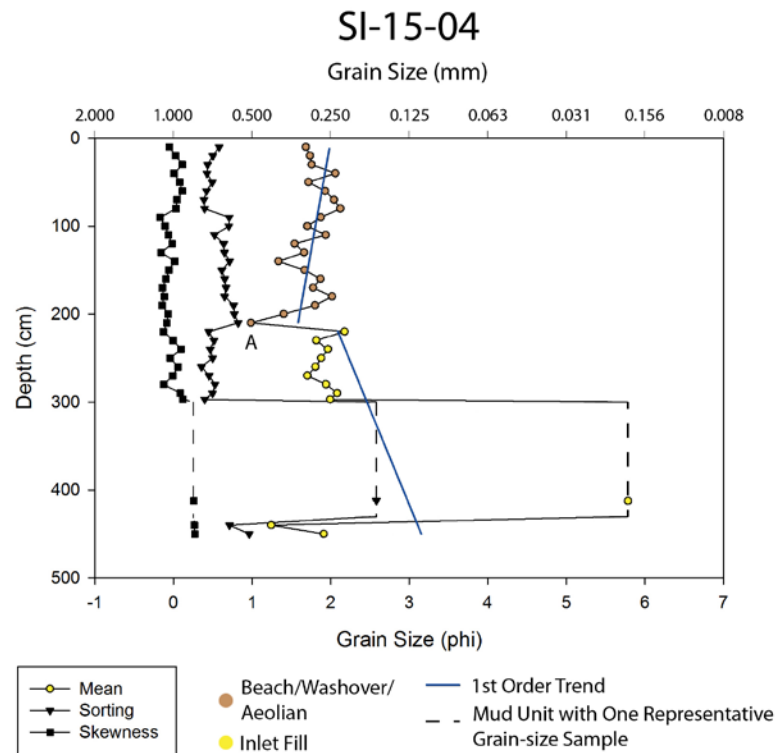 SI-15-04
Grain Size (mm)
2.000 1.000 0.500 0.250 0.125 0.063 0.031 0.156 0.008
0
100
200
300
400
500
Depth (cm)
A
-1 0 1 2 3 4 5 6 7
Grain Size (phi)
Mean
Sorting
Skewness
Beach/Washover/
Aeolian
Inlet Fill
1st Order Trend
Mud Unit with One Representative
Grain-size Sample